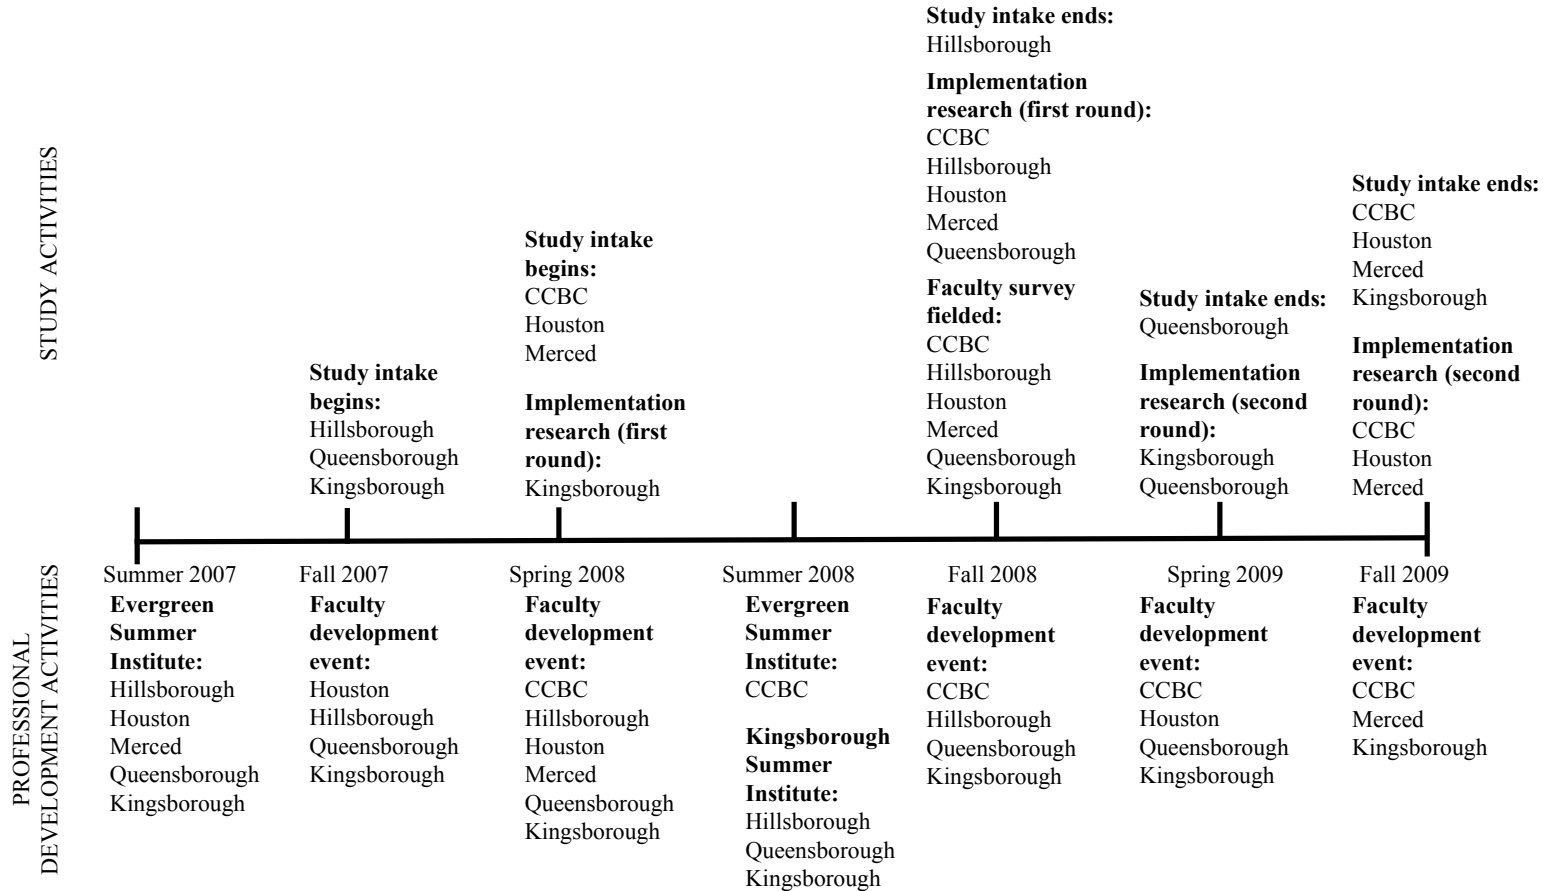 STUDY ACTIVITIES
Study intake
begins:
Hillsborough
Queensborough
Kingsborough
Study intake
begins:
CCBC
Houston
Merced
Implementation
research (first
round):
Kingsborough
Study intake ends:
Hillsborough
Implementation
research (first round):
CCBC
Hillsborough
Houston
Merced
Queensborough
Faculty survey
fielded:
CCBC
Hillsborough
Houston
Merced
Queensborough
Kingsborough
Study intake ends:
Queensborough
Implementation
research (second
round):
Kingsborough
Queensborough
Study intake ends:
CCBC
Houston
Merced
Kingsborough
Implementation
research (second
round):
CCBC
Houston
Merced
PROFESSIONAL
DEVELOPMENT ACTIVITIES
Summer 2007
Evergreen
Summer
Institute:
Hillsborough
Houston
Merced
Queensborough
Kingsborough
Fall 2007
Faculty
development
event:
Houston
Hillsborough
Queensborough
Kingsborough
Spring 2008
Faculty
development
event:
CCBC
Hillsborough
Houston
Merced
Queensborough
Kingsborough
Summer 2008
Evergreen
Summer
Institute:
CCBC
Kingsborough
Summer
Institute:
Hillsborough
Queensborough
Kingsborough
Fall 2008
Faculty
development
event:
CCBC
Hillsborough
Queensborough
Kingsborough
Spring 2009
Faculty
development
event:
CCBC
Houston
Queensborough
Kingsborough
Fall 2009
Faculty
development
event:
CCBC
Merced
Kingsborough